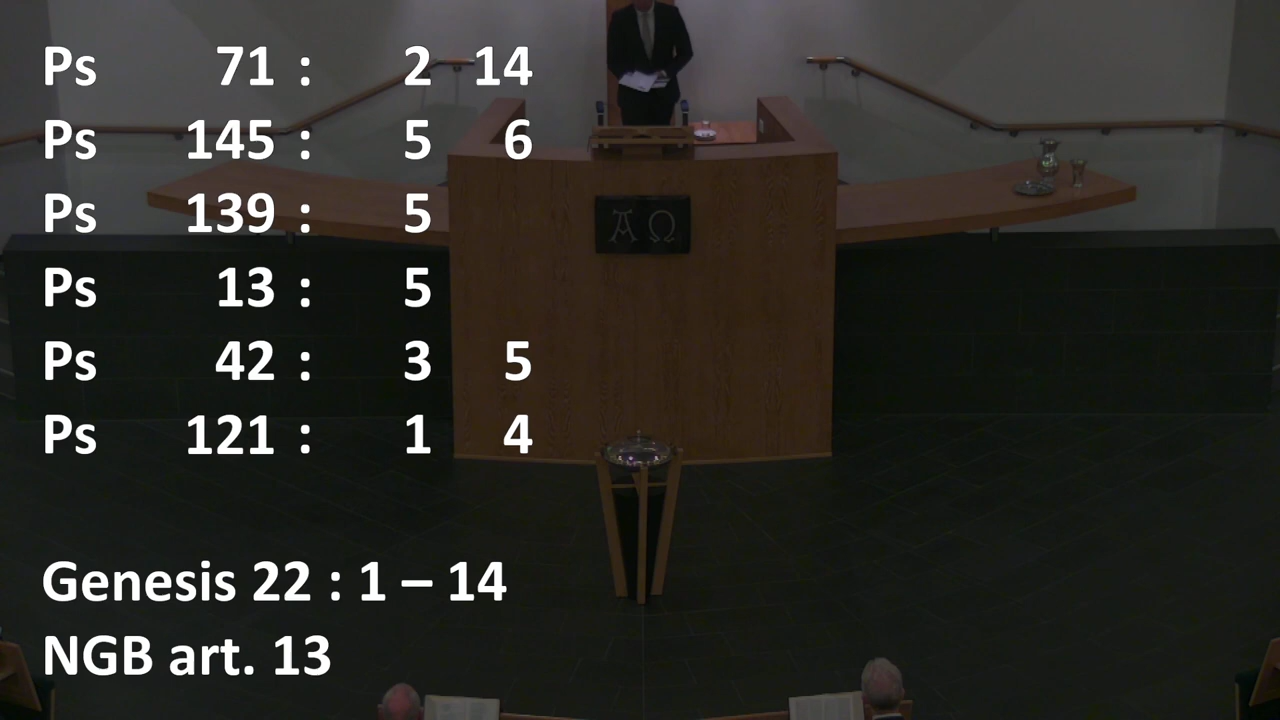 Ps 71 : 2 14
Ps 145 : 5 6
Ps 139 : 5
Ps 13 : 5
Ps 42 : 3 5
Ps 121 : 1 4
Genesis 22 : 1 – 14
NGB art. 13
Α Ω